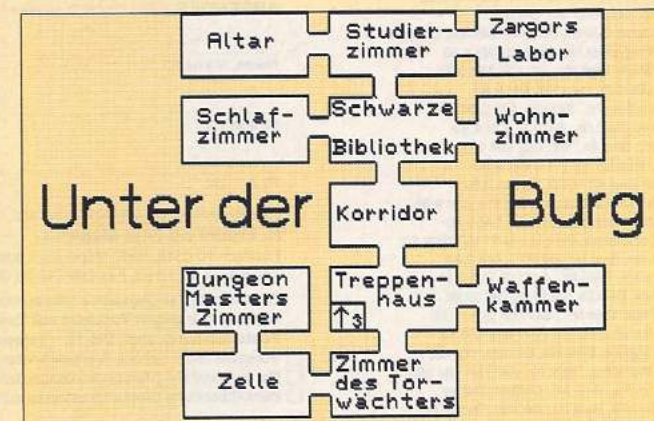 Altar
Studier-
zimmer
Zargors
Labor
Schlaf-
zimmer
Schwarze
Bibliothek
Wohn-
zimmer
Unter der Burg
Korridor
Dungeon
Masters
Zimmer
Treppen-
haus
↑3
Waffen-
kammer
Zelle
Zimmer
des Tor-
wächters